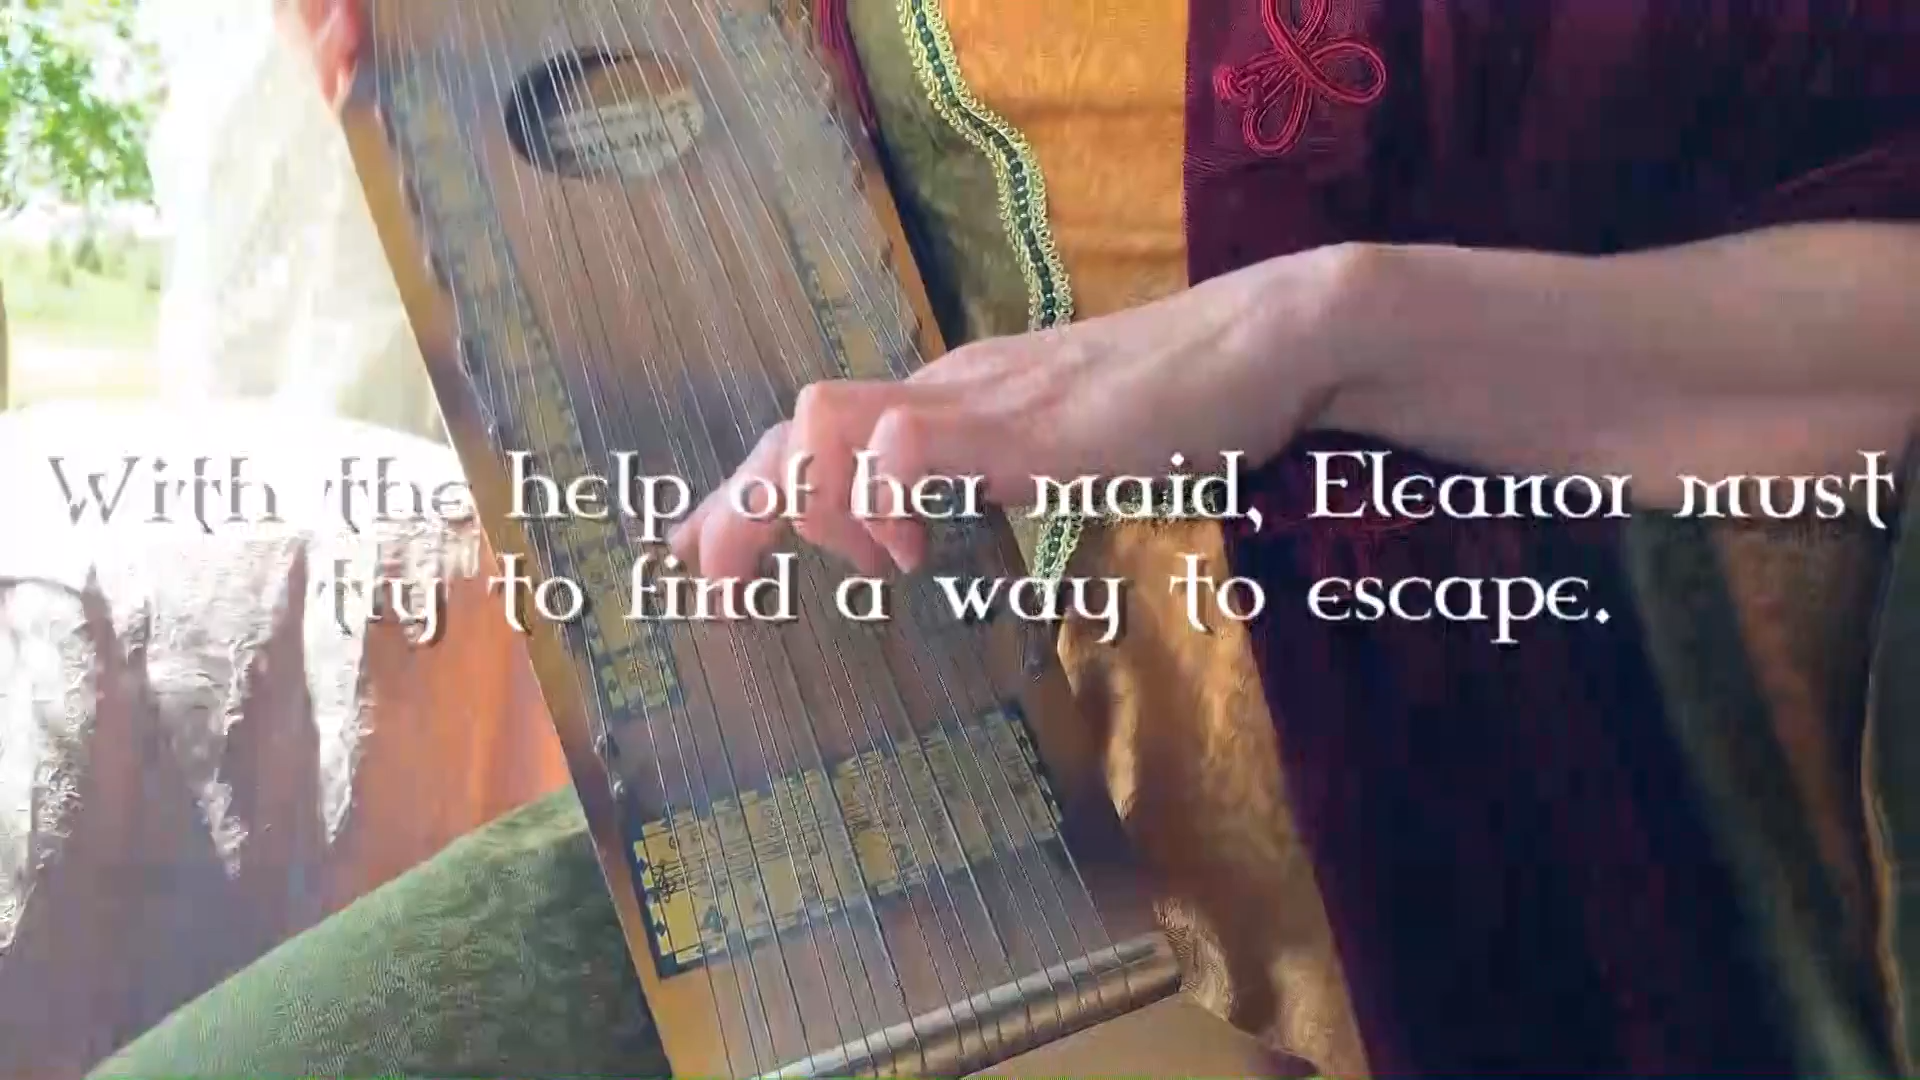 With the help of her maid, Eleanor must
try to find a way to escape.